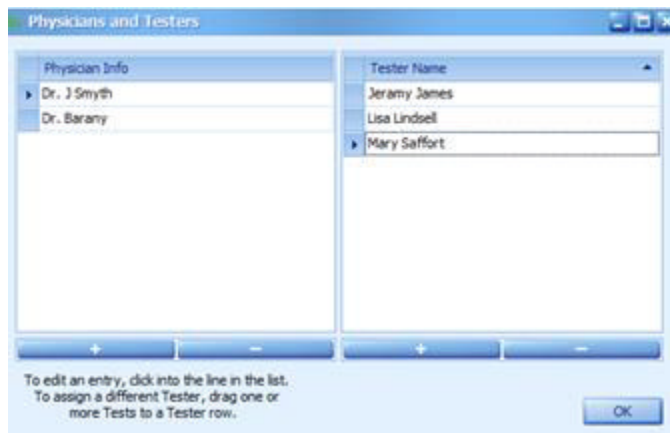 Physicians and Testers
Physician Info
Dr. J Smyth
Dr. Barany
Tester Name
Jeramy James
Lisa Lindsell
Mary Saffort
+ −
+ −
To edit an entry, click into the line in the list.
To assign a different Tester, drag one or
more Tests to a Tester row.
OK